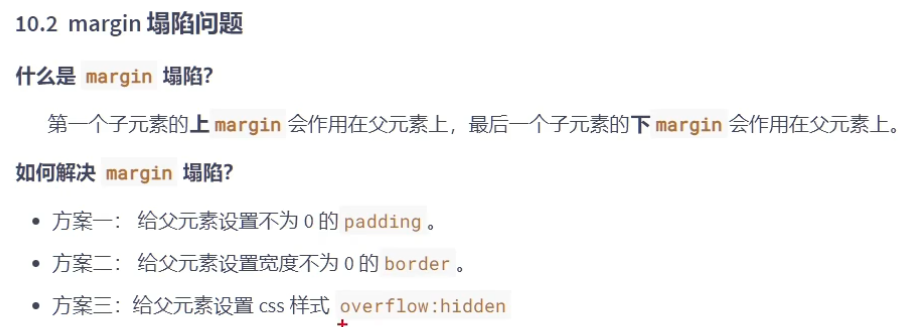 10.2 margin 塌陷问题
什么是 margin 塌陷？
第一个子元素的上 margin 会作用在父元素上，最后一个子元素的下 margin 会作用在父元素上。
如何解决 margin 塌陷？
• 方案一： 给父元素设置不为 0 的 padding 。
• 方案二： 给父元素设置宽度不为 0 的 border 。
• 方案三：给父元素设置 css 样式 overflow:hidden